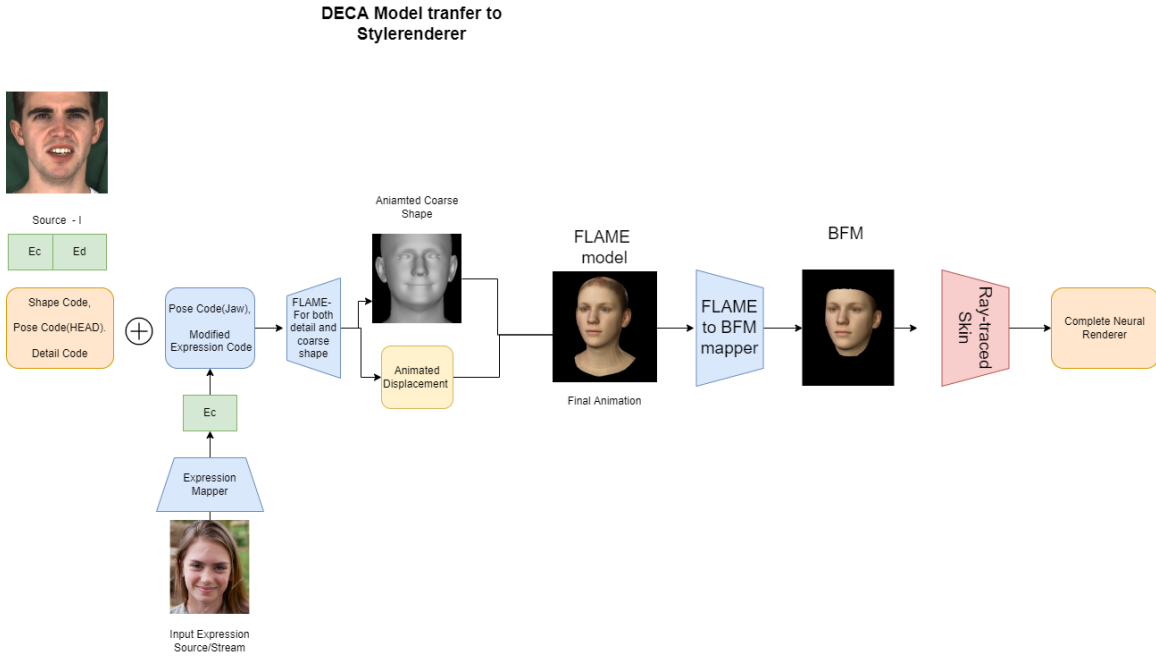 DECA Model tranfer to
Stylerenderer
Source - I
Ec
Ed
Shape Code,
Pose Code(HEAD).
Detail Code
Pose Code(Jaw),
Modified
Expression Code
Ec
Expression
Mapper
Input Expression
Source/Stream
FLAME-
For both
detail and
coarse
shape
Aniamted Coarse
Shape
Animated
Displacement
FLAME
model
Final Animation
FLAME
to BFM
mapper
BFM
Ray-traced
Skin
Complete Neural
Renderer